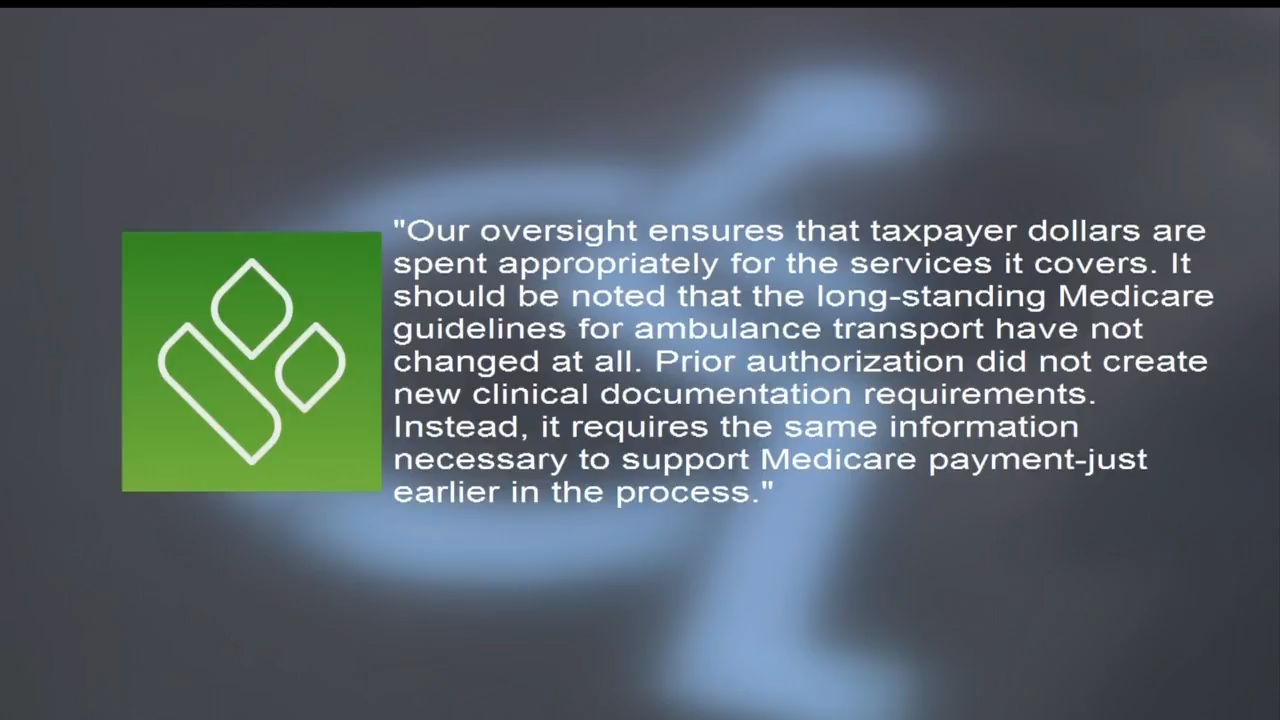 "Our oversight ensures that taxpayer dollars are
spent appropriately for the services it covers. It
should be noted that the long-standing Medicare
guidelines for ambulance transport have not
changed at all. Prior authorization did not create
new clinical documentation requirements.
Instead, it requires the same information
necessary to support Medicare payment-just
earlier in the process."